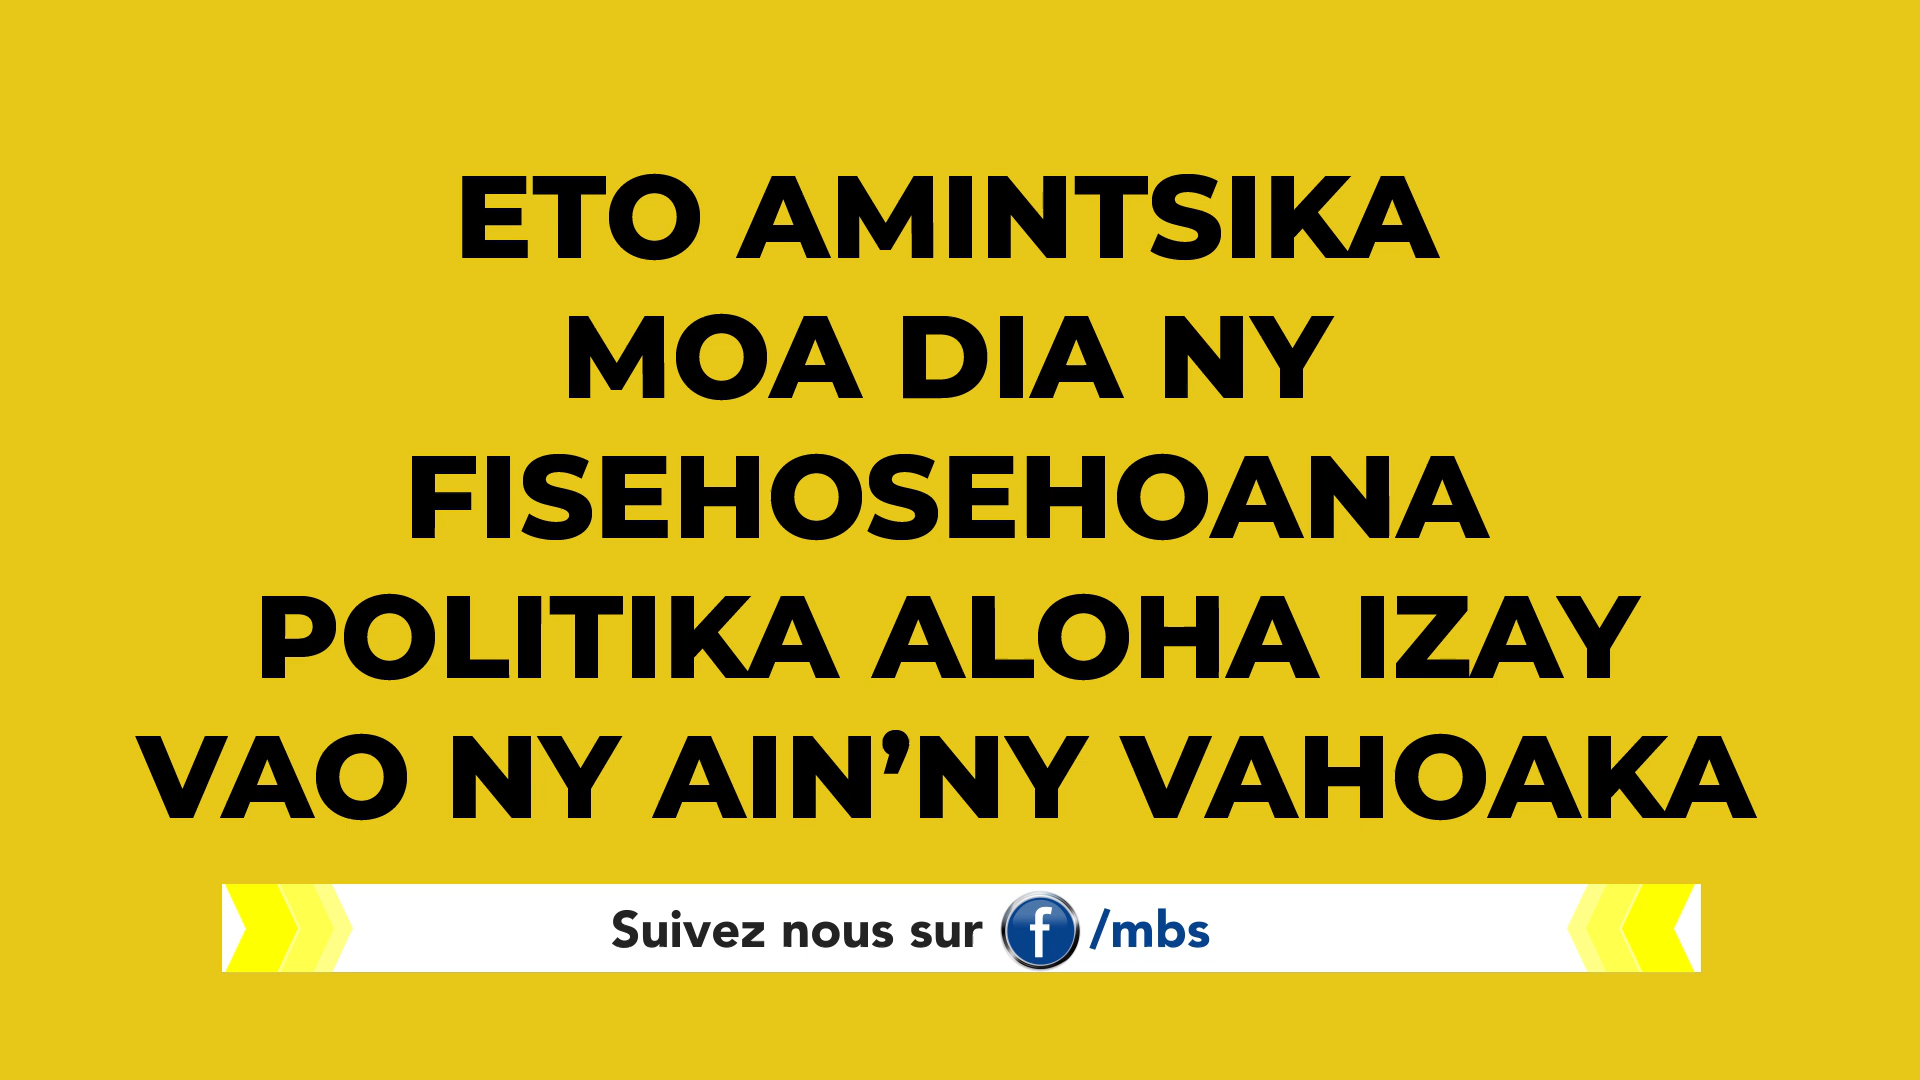 ETO AMINTSIKA
MOA DIA NY
FISEHOSEHOANA
POLITIKA ALOHA IZAY
VAO NY AIN’NY VAHOAKA
Suivez nous sur f /mbs